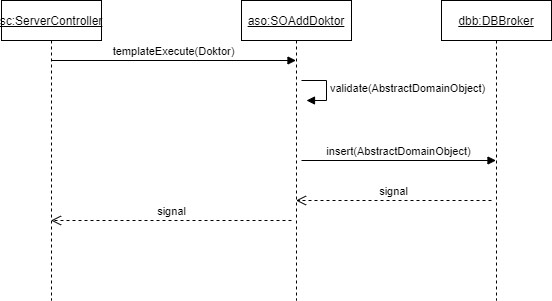 sc:ServerController
aso:SOAddDoktor
dbb:DBBroker
templateExecute(Doktor)
validate(AbstractDomainObject)
insert(AbstractDomainObject)
signal
signal